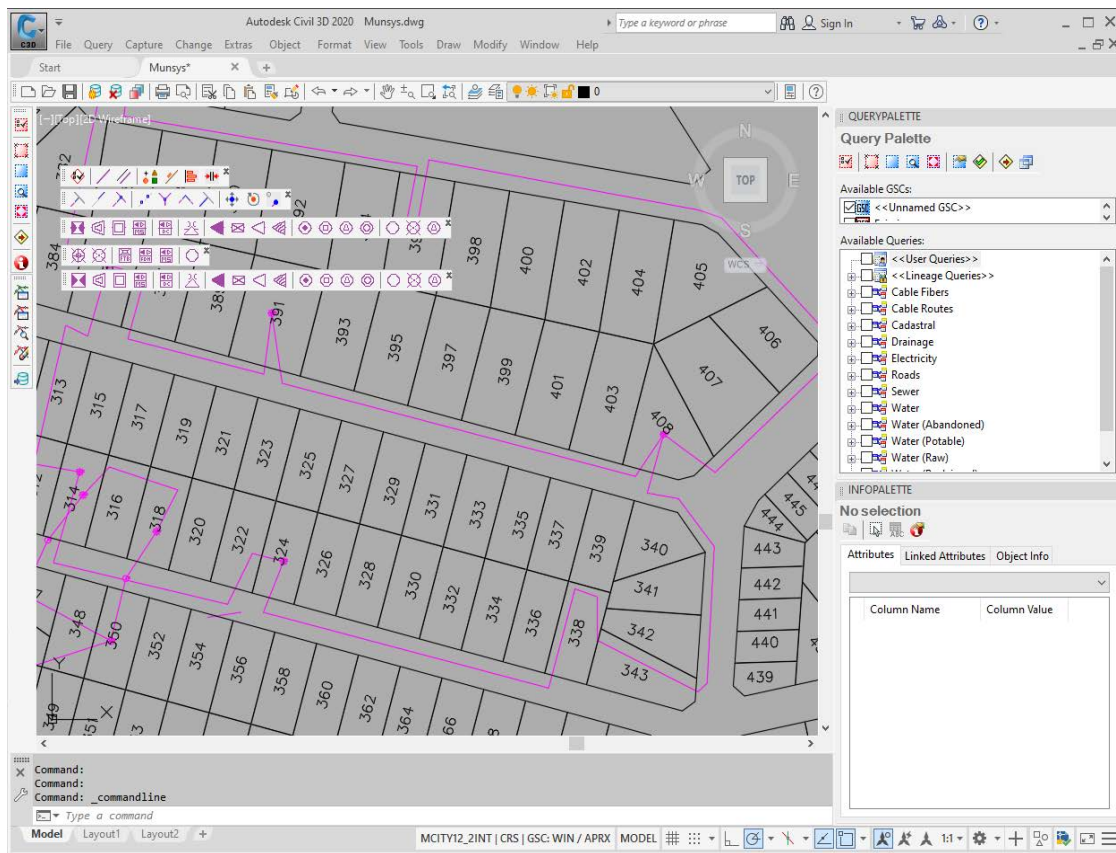 Autodesk Civil 3D 2020 Munsys.dwg
Type a keyword or phrase
Sign In
C3D
File Query Capture Change Extras Object Format View Tools Draw Modify Window Help
Start
Munsys*
0
[-][Top][2D Wireframe]
N
W
TOP
E
S
WCS
384
391
393
395
397
398
399
400
401
402
403
404
405
406
407
408
313
315
317
319
321
323
325
327
329
331
333
335
337
339
340
341
342
343
314
316
318
320
322
324
326
328
330
332
334
336
338
348
350
352
354
356
358
360
362
364
443
444
445
442
441
440
439
Y
X
QUERYPALETTE
Query Palette
Available GSCs:
GSC <<Unnamed GSC>>
Available Queries:
<<User Queries>>
<<Lineage Queries>>
Cable Fibers
Cable Routes
Cadastral
Drainage
Electricity
Roads
Sewer
Water
Water (Abandoned)
Water (Potable)
Water (Raw)
INFOPALETTE
No selection
Attributes Linked Attributes Object Info
Column Name Column Value
Command:
Command:
Command: _commandline
Type a command
Model Layout1 Layout2 +
MCITY12_2INT | CRS | GSC: WIN / APRX MODEL 1:1